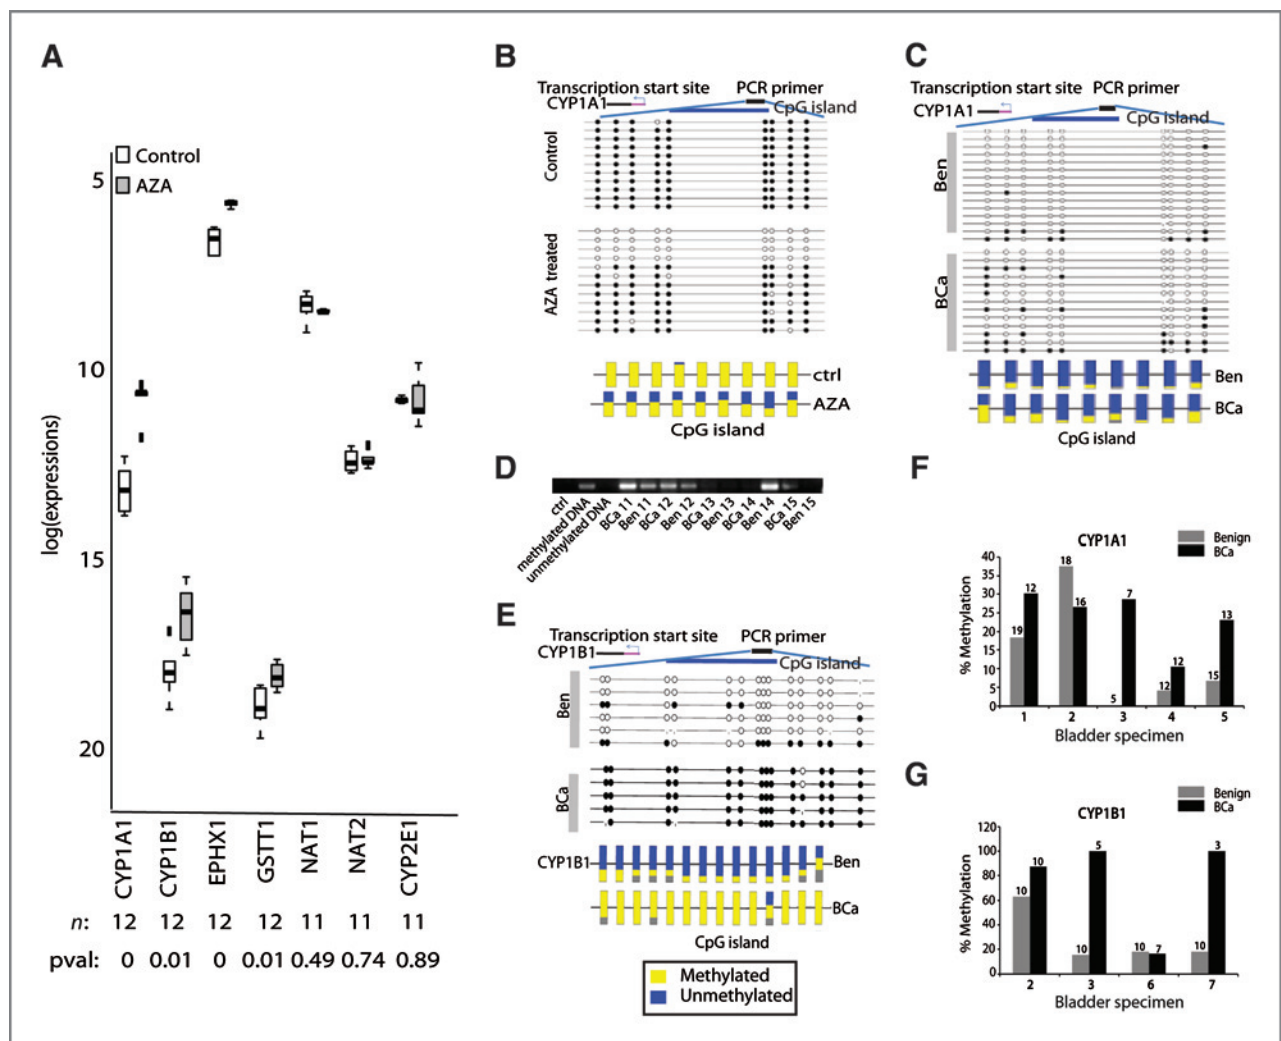 A
Control
AZA
5
10
15
20
log(expressions)
CYP1A1
CYP1B1
EPHX1
GSTT1
NAT1
NAT2
CYP2E1
n: 12 12 12 12 11 11 11
pval: 0 0.01 0 0.01 0.49 0.74 0.89
B
Transcription start site PCR primer
CYP1A1
CpG island
Control
AZA treated
ctrl
AZA
CpG island
C
Transcription start site PCR primer
CYP1A1
CpG island
Ben
BCa
Ben
BCa
CpG island
D
ctrl
methylated DNA
unmethylated DNA
BCa 11
Ben 11
BCa 12
Ben 12
BCa 13
Ben 13
BCa 14
Ben 14
BCa 15
Ben 15
E
Transcription start site PCR primer
CYP1B1
CpG island
Ben
BCa
CYP1B1
Ben
BCa
CpG island
Methylated
Unmethylated
F
CYP1A1
Benign
BCa
% Methylation
40
35
30
25
20
15
10
5
0
19 12 18 16 5 7 12 12 15 13
1 2 3 4 5
Bladder specimen
G
CYP1B1
Benign
BCa
% Methylation
120
100
80
60
40
20
0
10 10 10 5 10 7 10 3
2 3 6 7
Bladder specimen